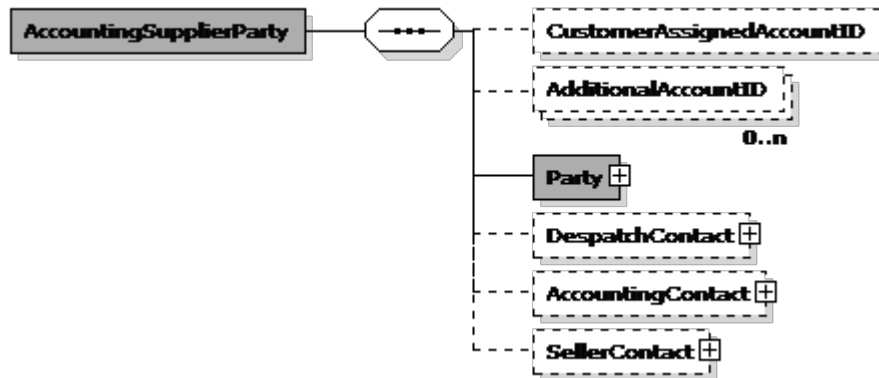 AccountingSupplierParty
CustomerAssignedAccountID
AdditionalAccountID
0..n
Party
DespatchContact
AccountingContact
SellerContact